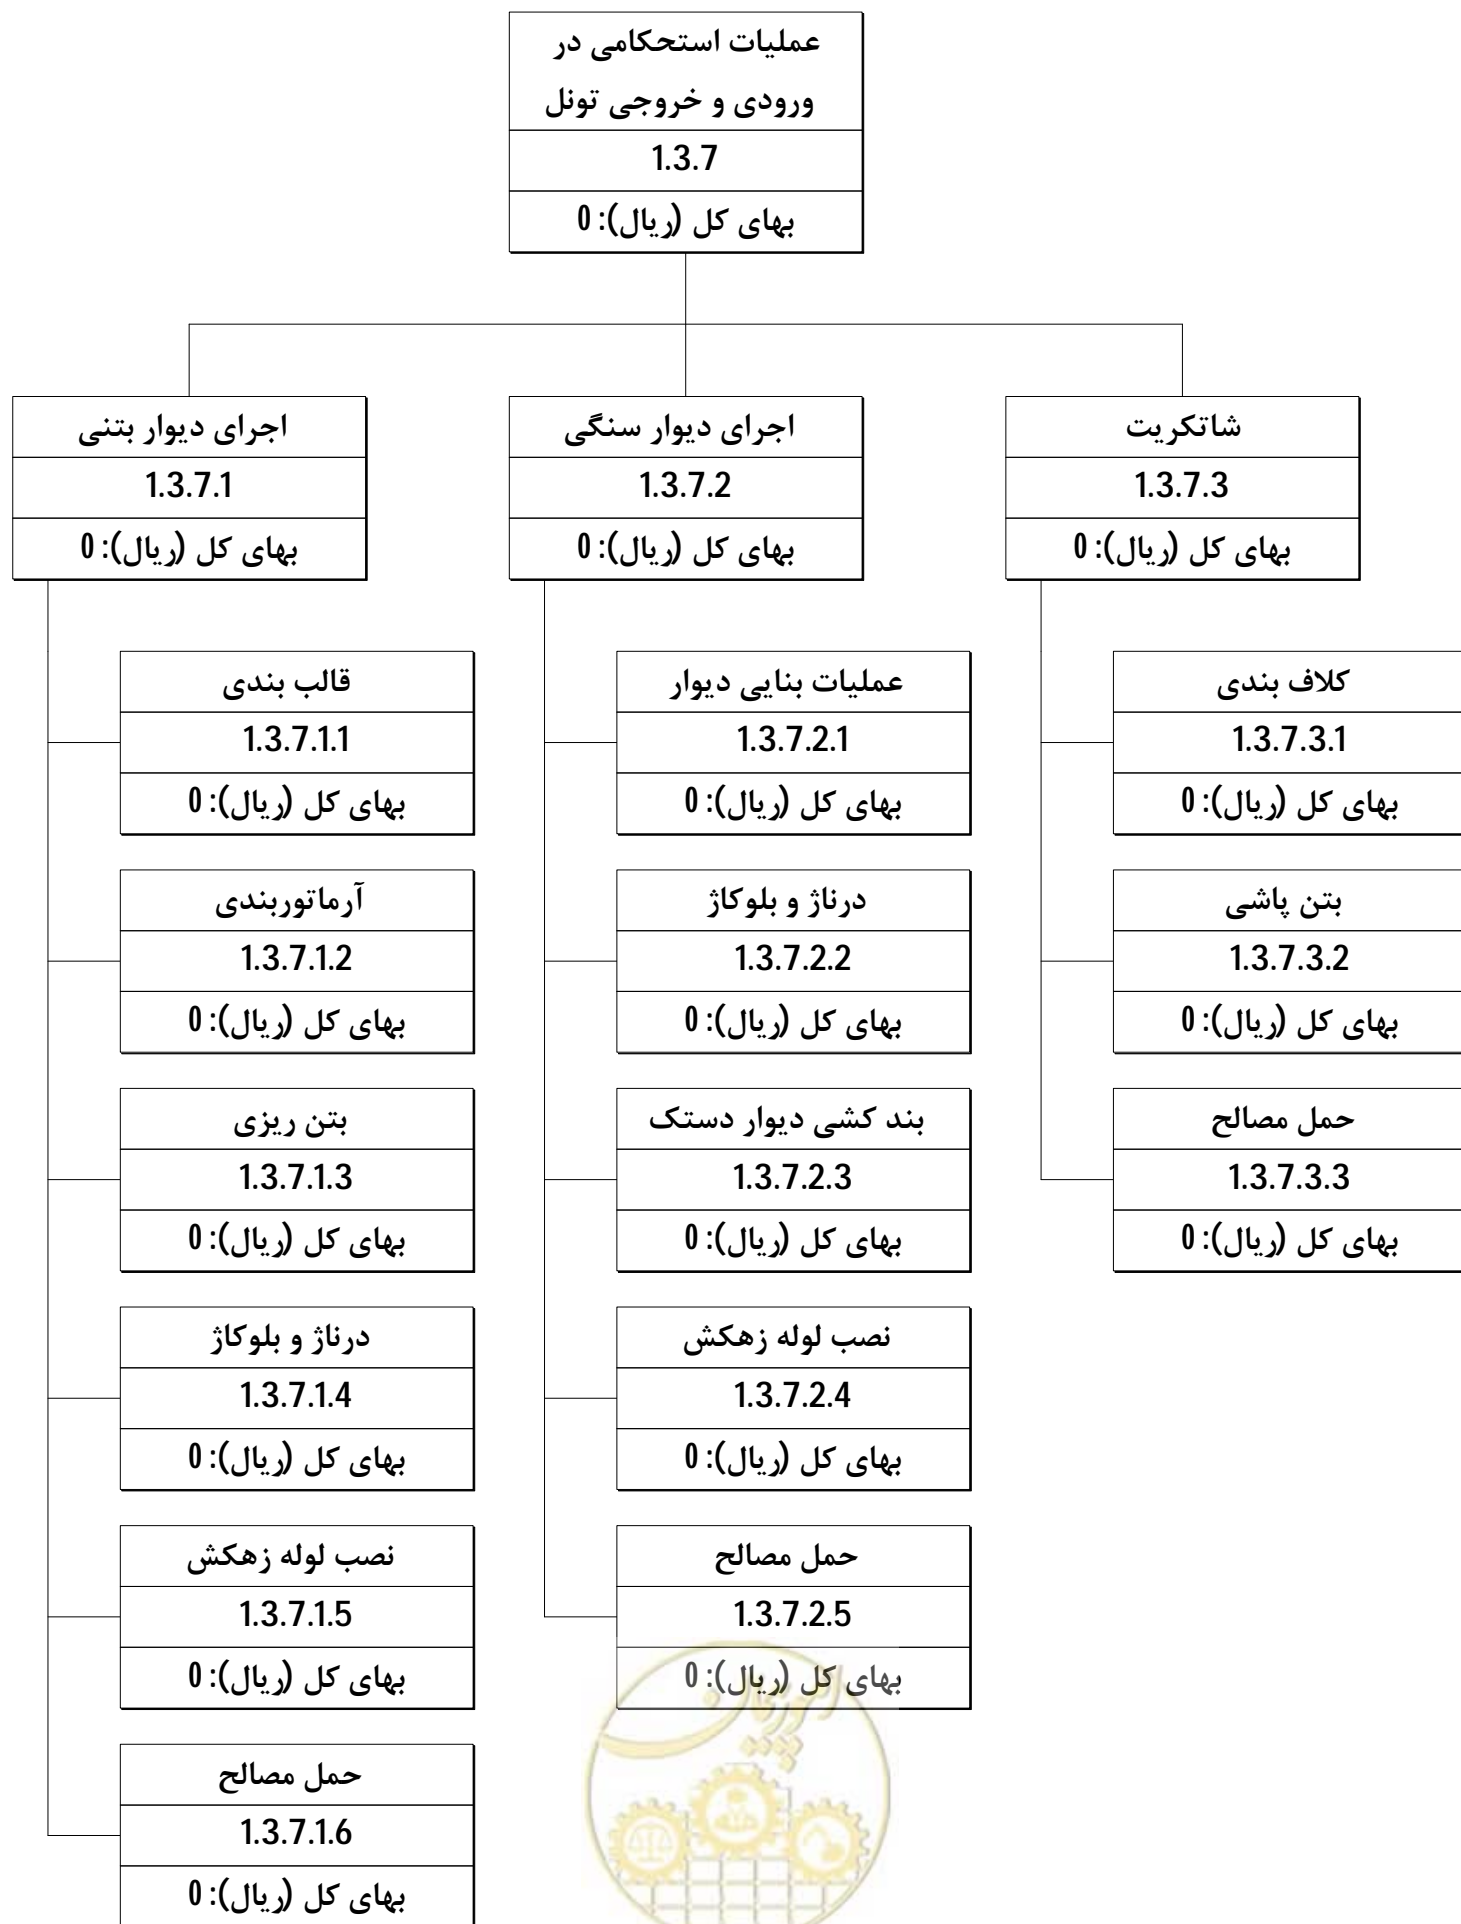 عملیات استحکامی در
ورودی و خروجی تونل
1.3.7
بهای کل (ریال): 0
اجرای دیوار بتنی
1.3.7.1
بهای کل (ریال): 0
قالب بندی
1.3.7.1.1
بهای کل (ریال): 0
آرماتوربندی
1.3.7.1.2
بهای کل (ریال): 0
بتن ریزی
1.3.7.1.3
بهای کل (ریال): 0
درناژ و بلوکاژ
1.3.7.1.4
بهای کل (ریال): 0
نصب لوله زهکش
1.3.7.1.5
بهای کل (ریال): 0
حمل مصالح
1.3.7.1.6
بهای کل (ریال): 0
اجرای دیوار سنگی
1.3.7.2
بهای کل (ریال): 0
عملیات بنایی دیوار
1.3.7.2.1
بهای کل (ریال): 0
درناژ و بلوکاژ
1.3.7.2.2
بهای کل (ریال): 0
بند کشی دیوار دستک
1.3.7.2.3
بهای کل (ریال): 0
نصب لوله زهکش
1.3.7.2.4
بهای کل (ریال): 0
حمل مصالح
1.3.7.2.5
بهای کل (ریال): 0
شاتکریت
1.3.7.3
بهای کل (ریال): 0
کلاف بندی
1.3.7.3.1
بهای کل (ریال): 0
بتن پاشی
1.3.7.3.2
بهای کل (ریال): 0
حمل مصالح
1.3.7.3.3
بهای کل (ریال): 0